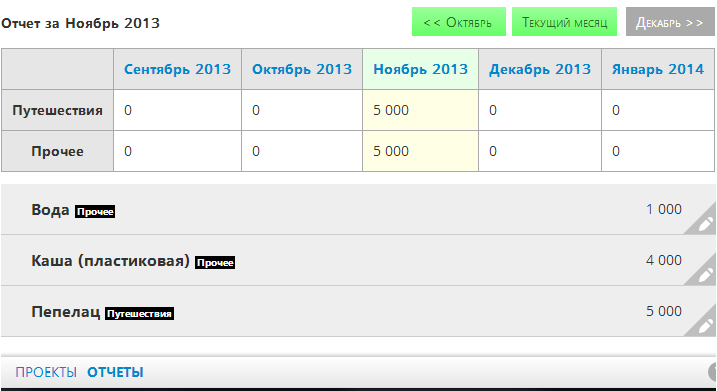 Отчет за Ноябрь 2013 << Октябрь Текущий месяц Декабрь >>
Сентябрь 2013 Октябрь 2013 Ноябрь 2013 Декабрь 2013 Январь 2014
Путешествия 0 0 5 000 0 0
Прочее 0 0 5 000 0 0
Вода Прочее 1 000
Каша (пластиковая) Прочее 4 000
Пепелац Путешествия 5 000
ПРОЕКТЫ ОТЧЕТЫ